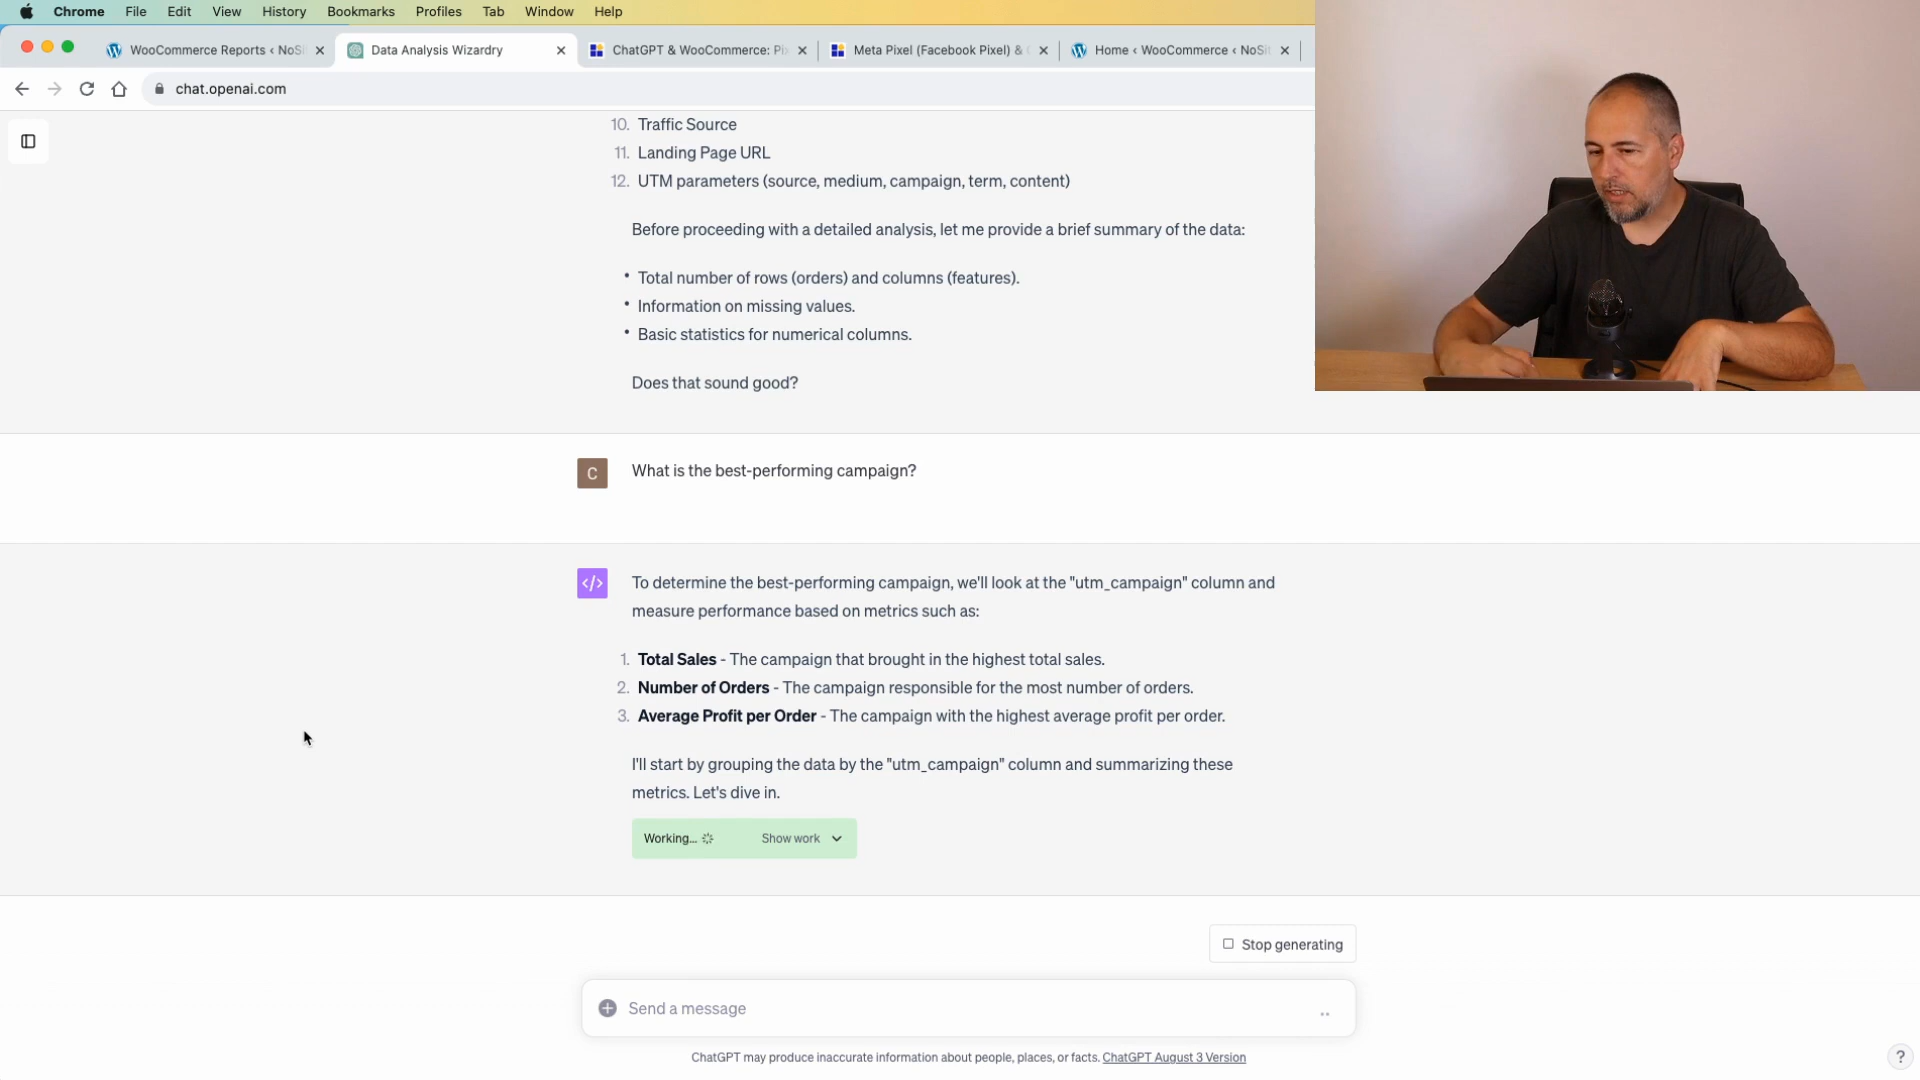 Chrome File Edit View History Bookmarks Profiles Tab Window Help
WooCommerce Reports ‹ NoSi Data Analysis Wizardry ChatGPT & WooCommerce: Pi Meta Pixel (Facebook Pixel) & Home ‹ WooCommerce ‹ NoSit
chat.openai.com
10. Traffic Source
11. Landing Page URL
12. UTM parameters (source, medium, campaign, term, content)
Before proceeding with a detailed analysis, let me provide a brief summary of the data:
• Total number of rows (orders) and columns (features).
• Information on missing values.
• Basic statistics for numerical columns.
Does that sound good?
C What is the best-performing campaign?
</> To determine the best-performing campaign, we'll look at the "utm_campaign" column and
measure performance based on metrics such as:
1. Total Sales - The campaign that brought in the highest total sales.
2. Number of Orders - The campaign responsible for the most number of orders.
3. Average Profit per Order - The campaign with the highest average profit per order.
I'll start by grouping the data by the "utm_campaign" column and summarizing these
metrics. Let's dive in.
Working... Show work
Stop generating
Send a message
ChatGPT may produce inaccurate information about people, places, or facts. ChatGPT August 3 Version
?